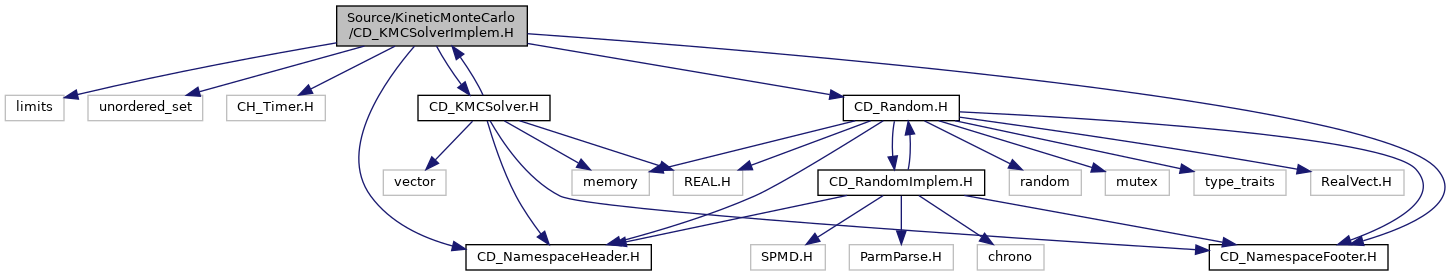 Source/KineticMonteCarlo
/CD_KMCSolverImplem.H
limits
unordered_set
CH_Timer.H
CD_KMCSolver.H
CD_Random.H
vector
memory
REAL.H
CD_RandomImplem.H
random
mutex
type_traits
RealVect.H
CD_NamespaceHeader.H
SPMD.H
ParmParse.H
chrono
CD_NamespaceFooter.H